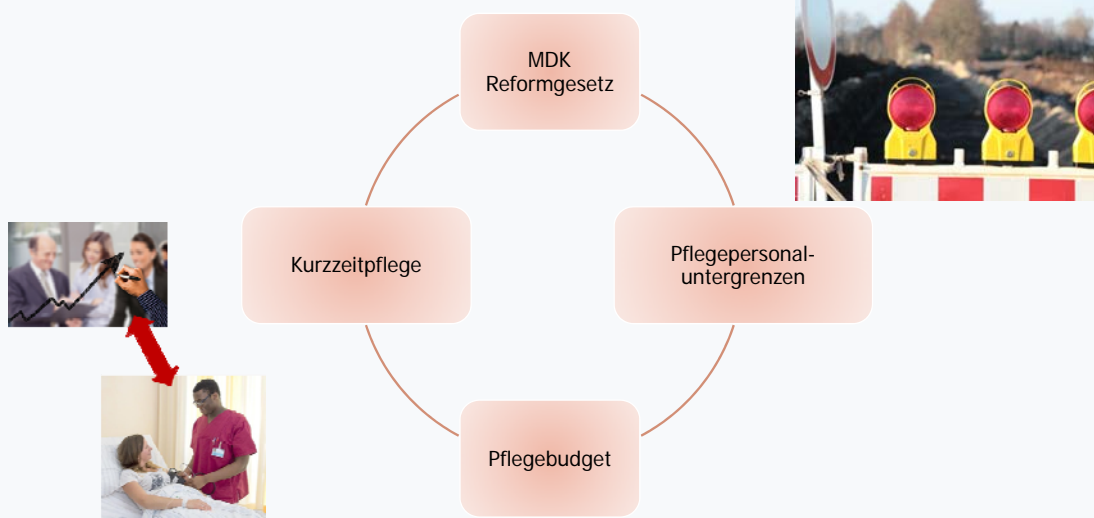 MDK
Reformgesetz
Kurzzeitpflege
Pflegepersonal-
untergrenzen
Pflegebudget